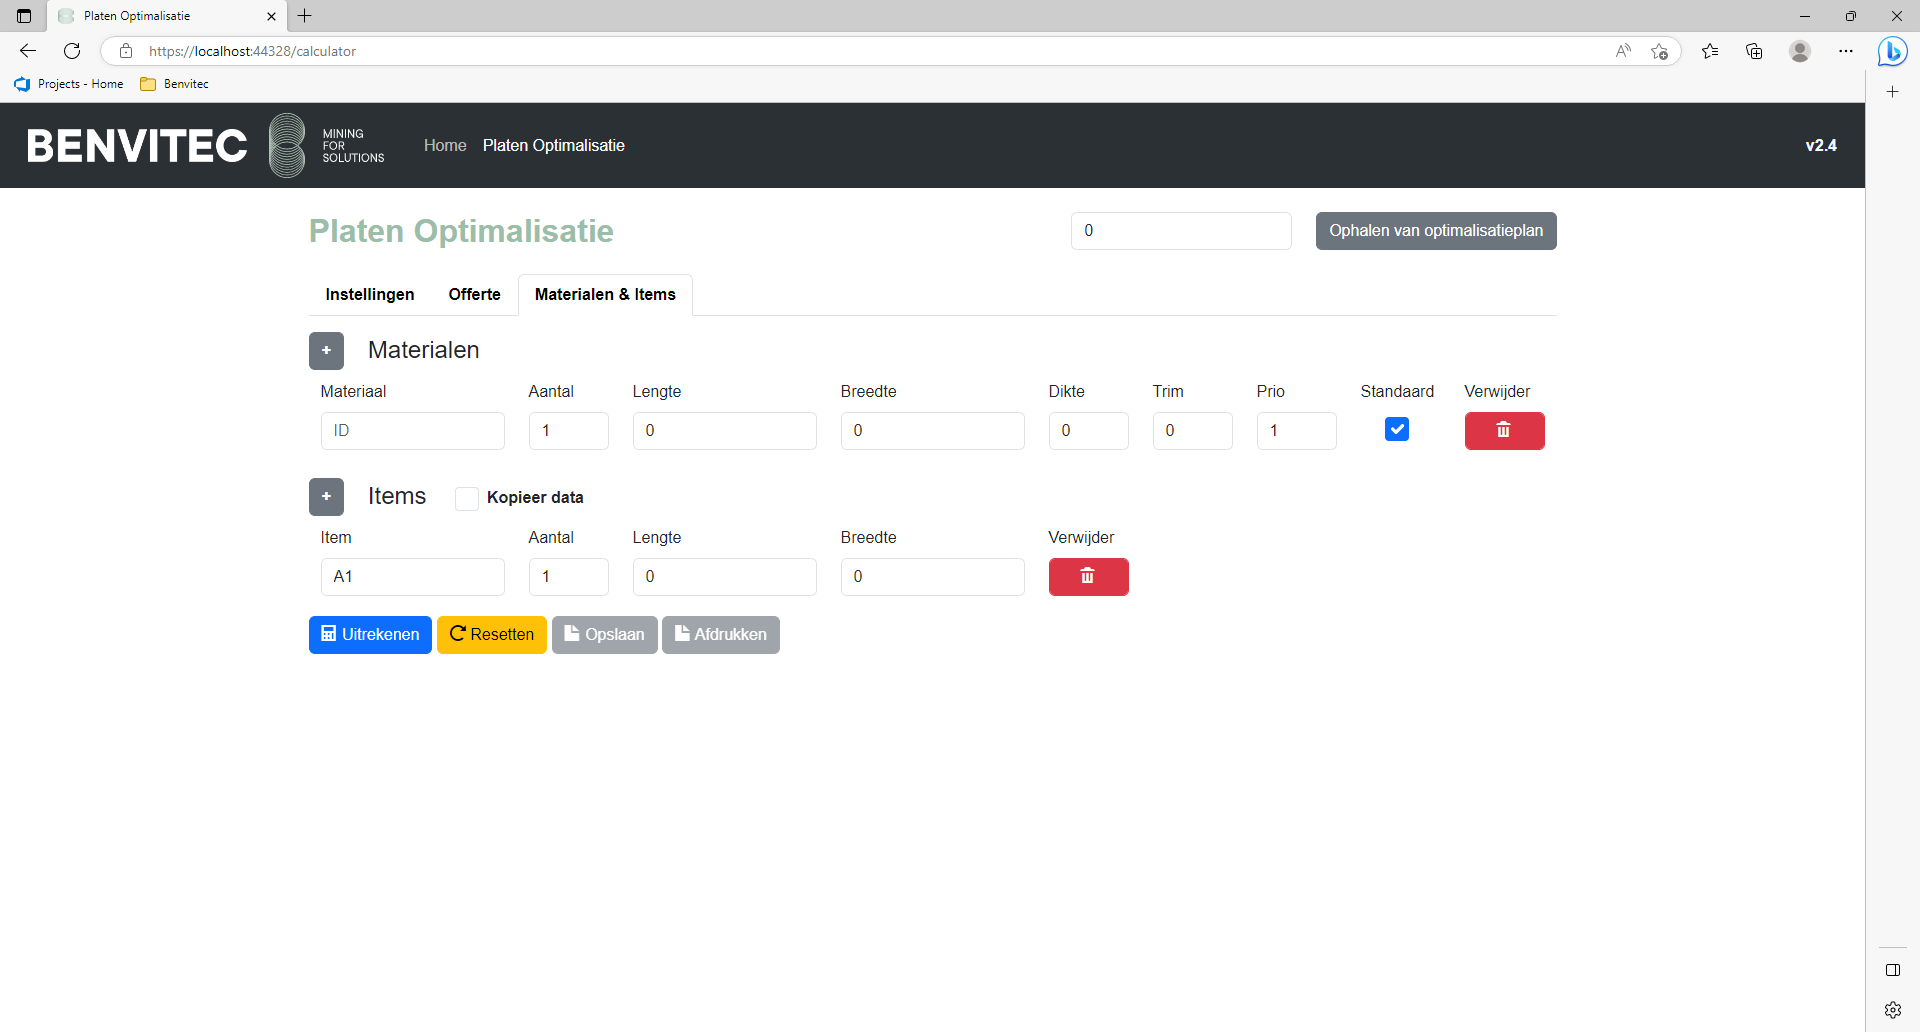 Platen Optimalisatie
https://localhost:44328/calculator
Projects - Home Benvitec
BENVITEC
MINING
FOR
SOLUTIONS
Home Platen Optimalisatie v2.4
Platen Optimalisatie 0 Ophalen van optimalisatieplan
Instellingen Offerte Materialen & Items
+ Materialen
Materiaal Aantal Lengte Breedte Dikte Trim Prio Standaard Verwijder
ID 1 0 0 0 0 1
+ Items Kopieer data
Item Aantal Lengte Breedte Verwijder
A1 1 0 0
Uitrekenen Resetten Opslaan Afdrukken